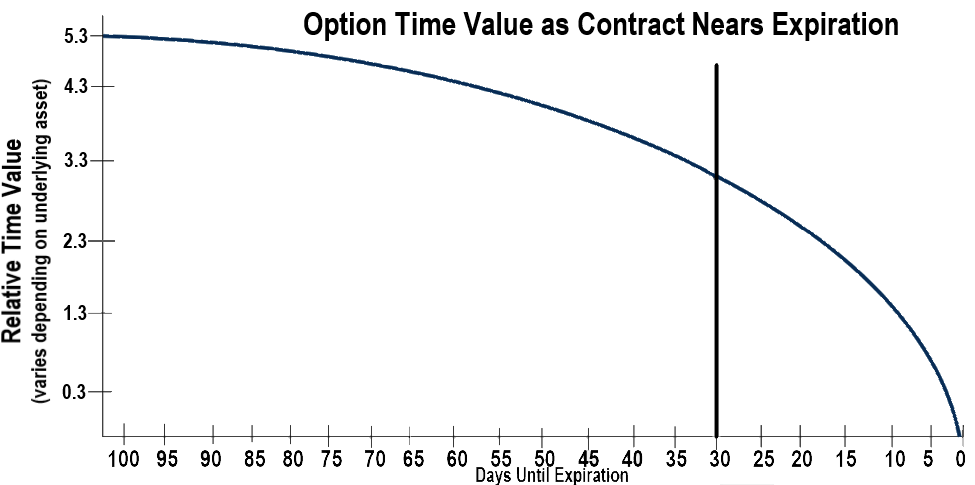 Option Time Value as Contract Nears Expiration
Relative Time Value
(varies depending on underlying asset)
5.3
4.3
3.3
2.3
1.3
0.3
100 95 90 85 80 75 70 65 60 55 50 45 40 35 30 25 20 15 10 5 0
Days Until Expiration